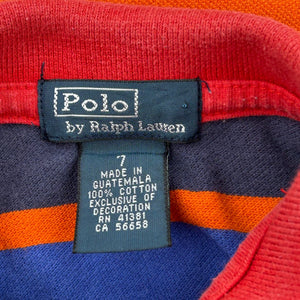 Polo
by Ralph Lauren
7
MADE IN
GUATEMALA
100% COTTON
EXCLUSIVE OF
DECORATION
RN 41381
CA 56658